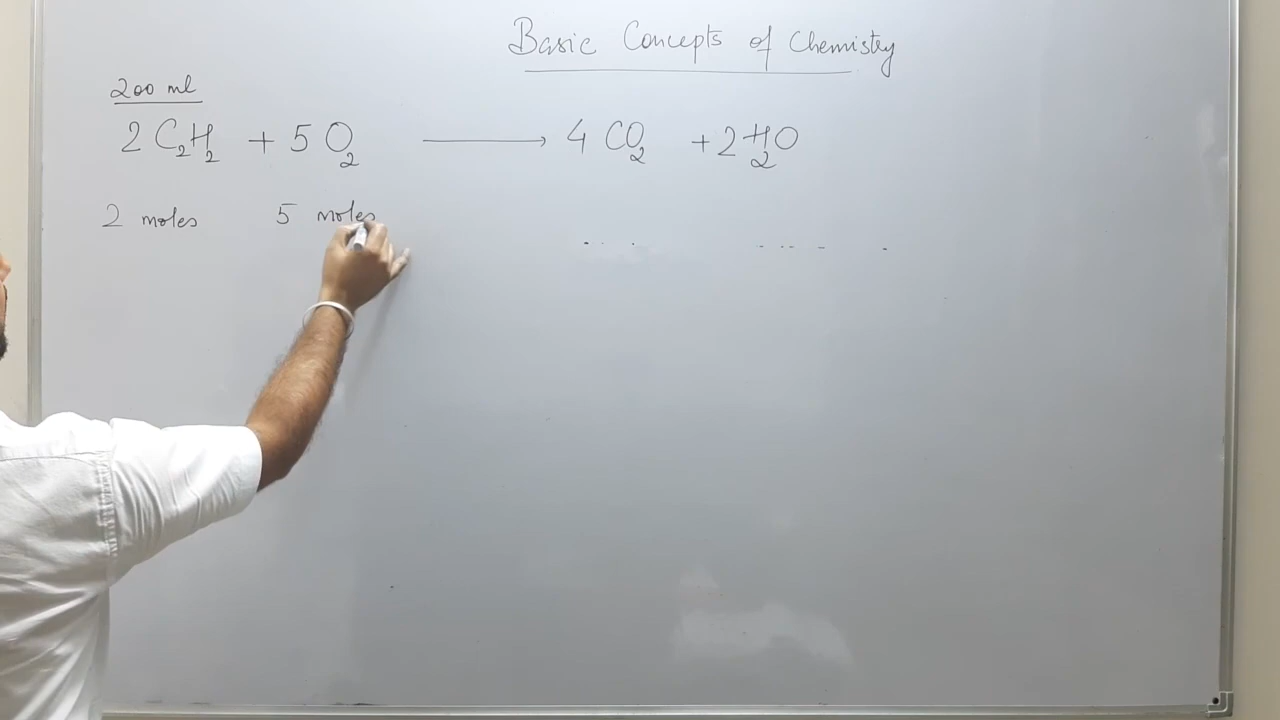 Basic Concepts of Chemistry
200 ml
2 C₂H₂ + 5 O₂ ⟶ 4 CO₂ + 2 H₂O
2 moles 5 moles